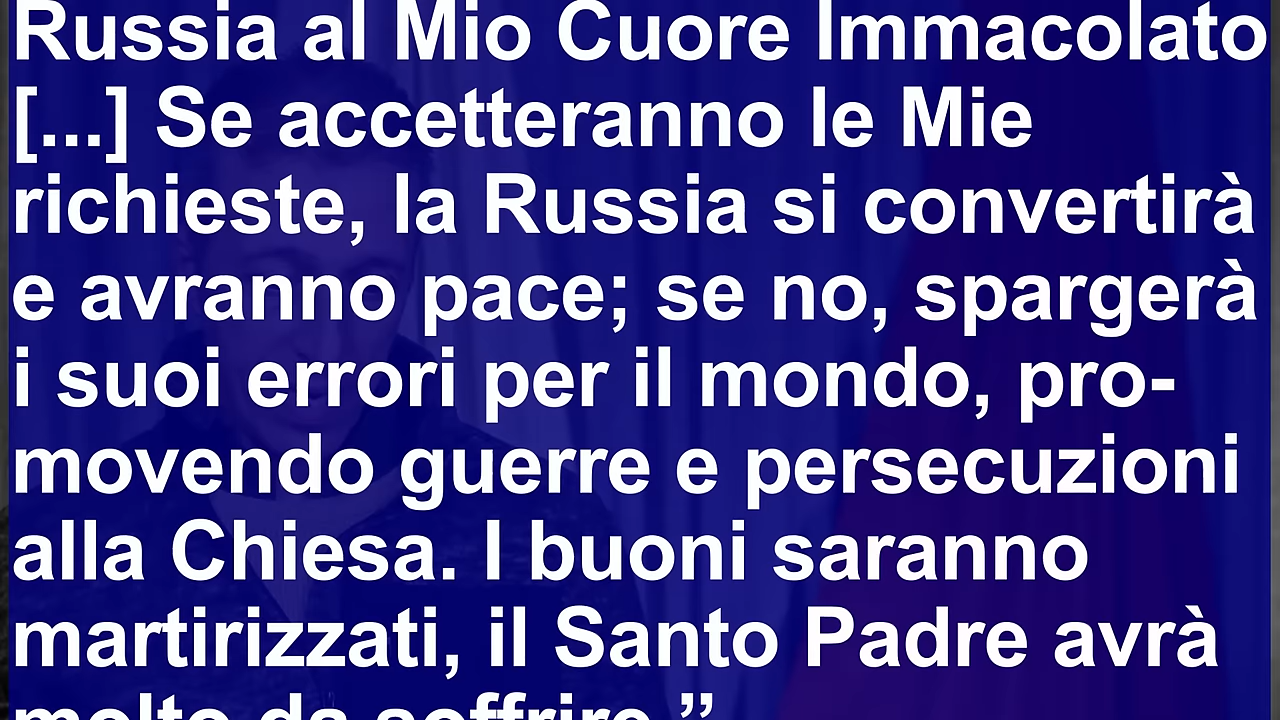 Russia al Mio Cuore Immacolato
[...] Se accetteranno le Mie
richieste, la Russia si convertirà
e avranno pace; se no, spargerà
i suoi errori per il mondo, pro-
movendo guerre e persecuzioni
alla Chiesa. I buoni saranno
martirizzati, il Santo Padre avrà
molto da soffrire.”